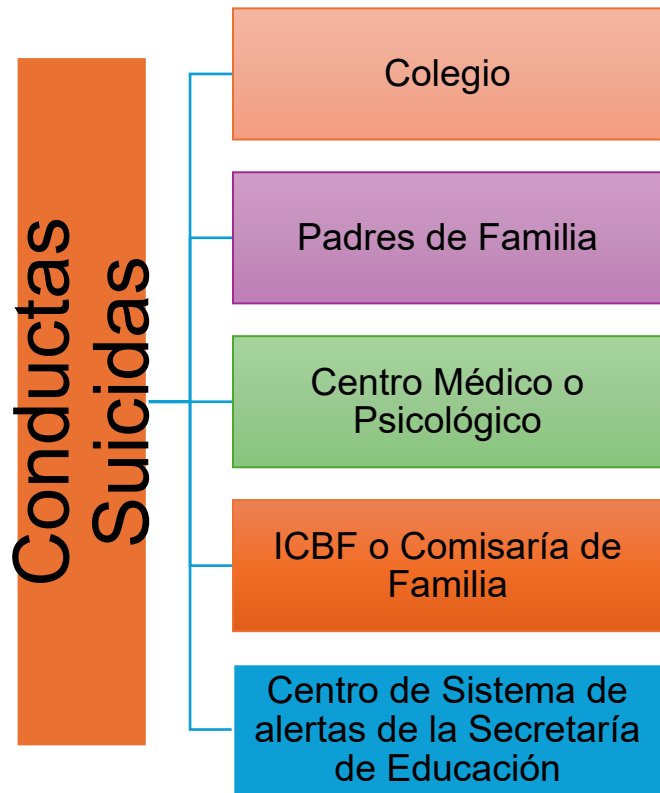 Conductas
Suicidas
Colegio
Padres de Familia
Centro Médico o
Psicológico
ICBF o Comisaría de
Familia
Centro de Sistema de
alertas de la Secretaría
de Educación